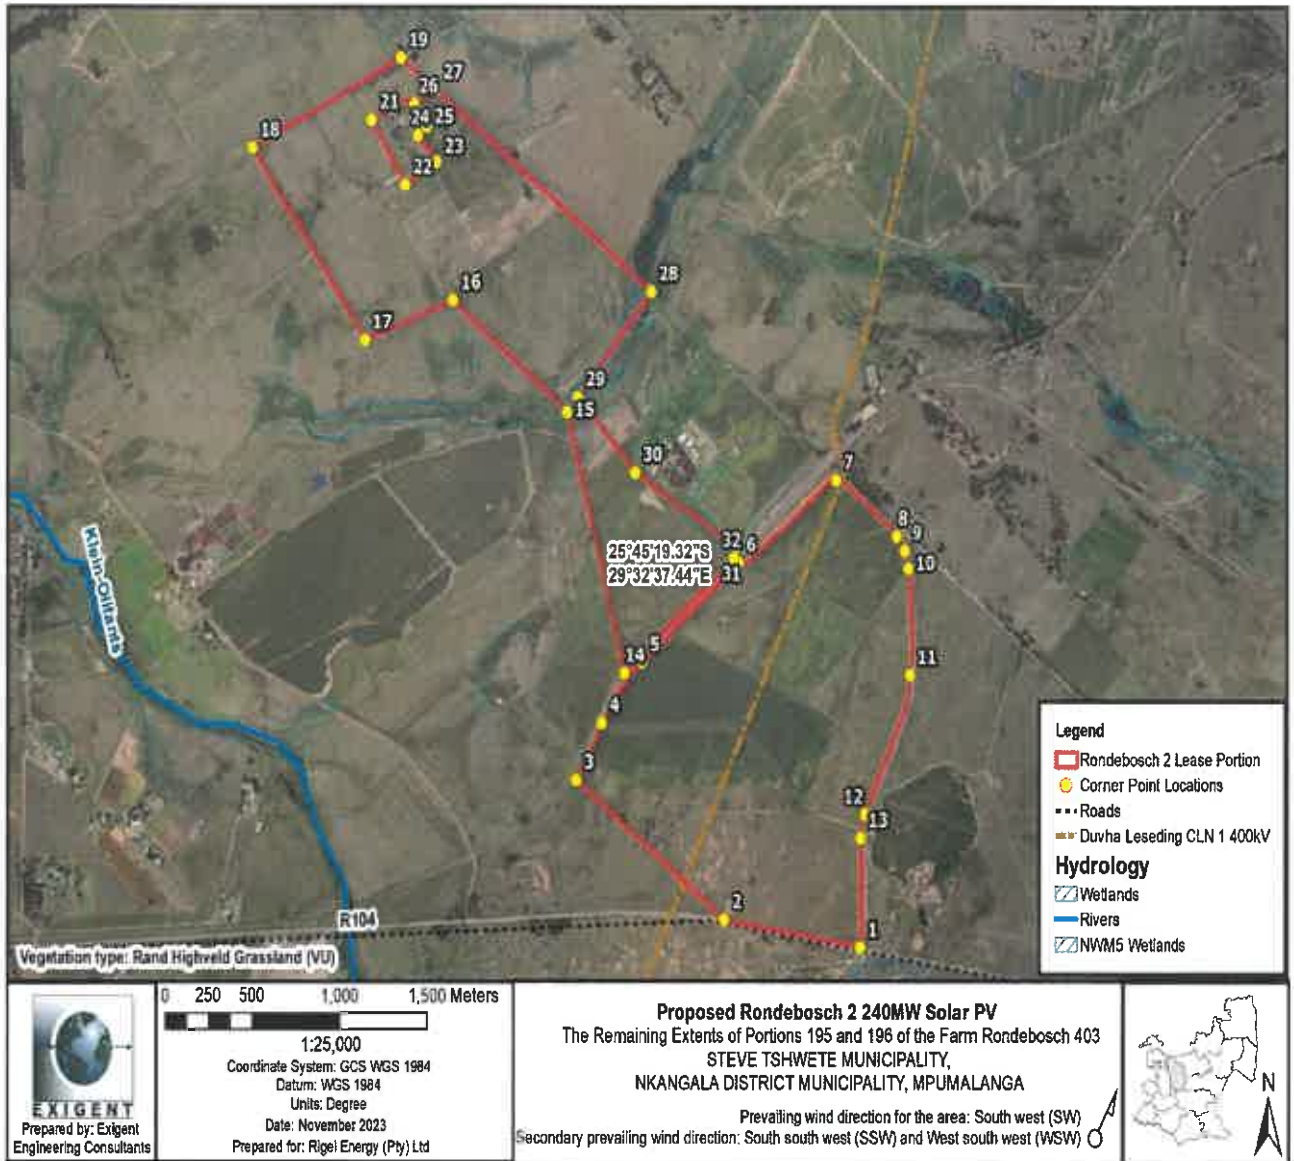 19
27
26
21
24 25
18
23
22
28
16
17
29
15
30
7
8
9
32 6
25°45'19.32"S
29°32'37.44"E
10
31
Klein-Olifants
5
14
11
4
3
12
13
2
1
R104
Vegetation type: Rand Highveld Grassland (VU)
Legend
Rondebosch 2 Lease Portion
Corner Point Locations
Roads
Duvha Leseding CLN 1 400kV
Hydrology
Wetlands
Rivers
NWM5 Wetlands
EXIGENT
Prepared by: Exigent
Engineering Consultants
0 250 500 1,000 1,500 Meters
1:25,000
Coordinate System: GCS WGS 1984
Datum: WGS 1984
Units: Degree
Date: November 2023
Prepared for: Rigel Energy (Pty) Ltd
Proposed Rondebosch 2 240MW Solar PV
The Remaining Extents of Portions 195 and 196 of the Farm Rondebosch 403
STEVE TSHWETE MUNICIPALITY,
NKANGALA DISTRICT MUNICIPALITY, MPUMALANGA
Prevailing wind direction for the area: South west (SW)
Secondary prevailing wind direction: South south west (SSW) and West south west (WSW)
N